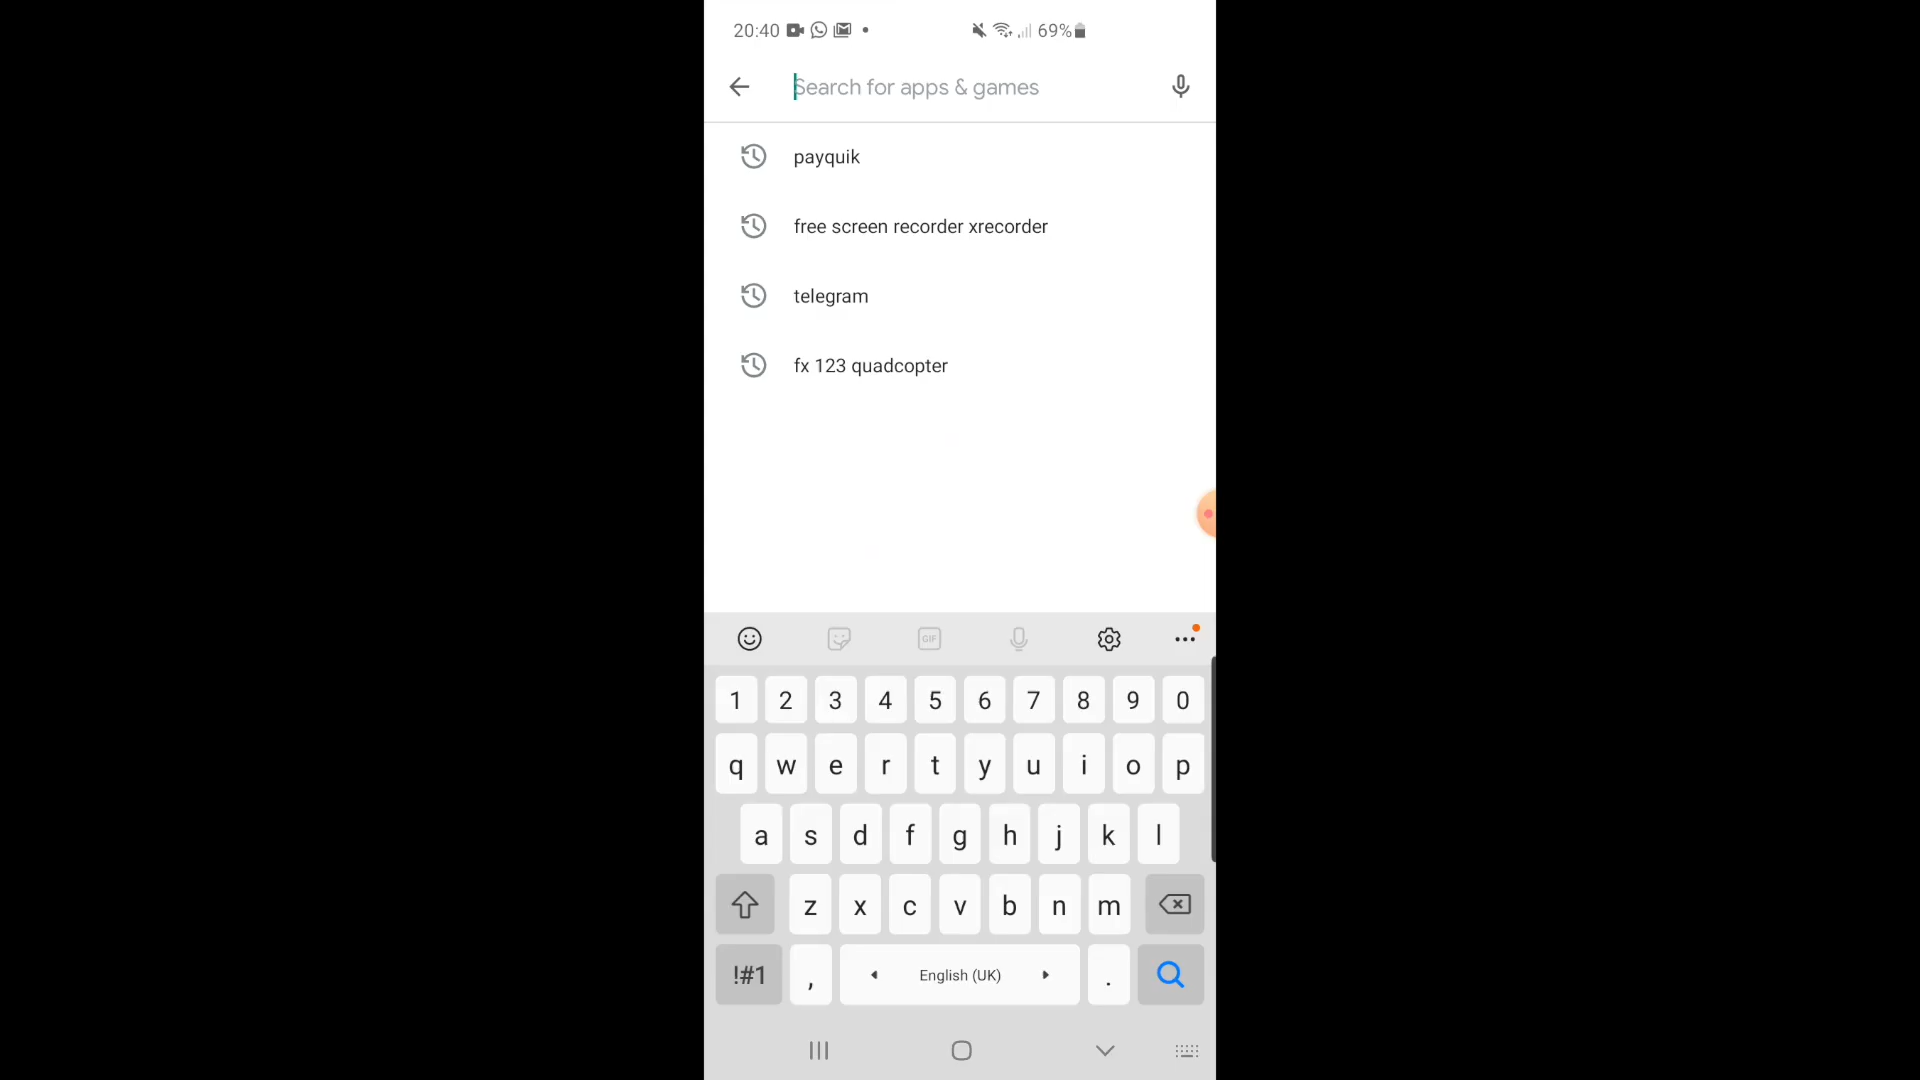 20:40 69%
Search for apps & games
payquik
free screen recorder xrecorder
telegram
fx 123 quadcopter
GIF
1 2 3 4 5 6 7 8 9 0
q w e r t y u i o p
a s d f g h j k l
z x c v b n m
!#1 , English (UK) .